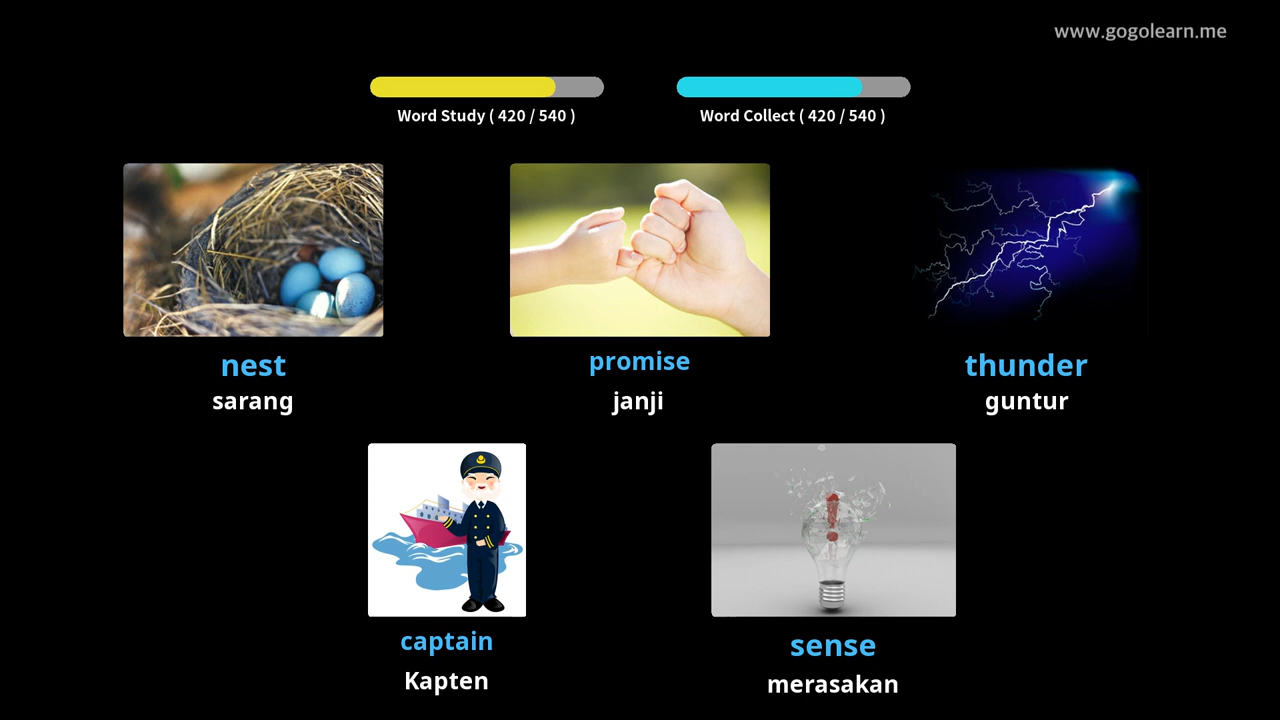 www.gogolearn.me
Word Study ( 420 / 540 )
Word Collect ( 420 / 540 )
nest
sarang
promise
janji
thunder
guntur
captain
Kapten
sense
merasakan